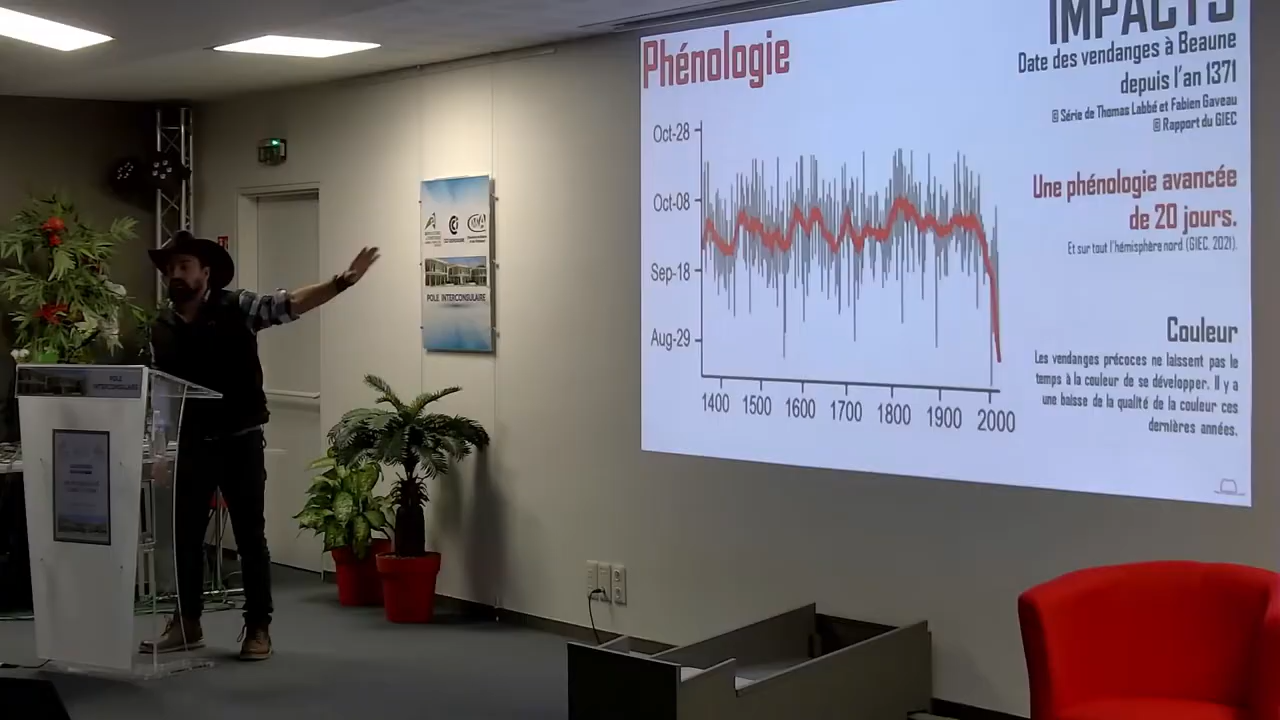 IMPACTS
Phénologie
Date des vendanges à Beaune
depuis l'an 1371
© Série de Thomas Labbé et Fabien Gaveau
© Rapport du GIEC
Oct-28
Oct-08
Sep-18
Aug-29
1400 1500 1600 1700 1800 1900 2000
Une phénologie avancée
de 20 jours.
Et sur tout l'hémisphère nord (GIEC, 2021).
Couleur
Les vendanges précoces ne laissent pas le
temps à la couleur de se développer. Il y a
une baisse de la qualité de la couleur ces
dernières années.
POLE INTERCONSULAIRE
POLE
INTERCONSULAIRE